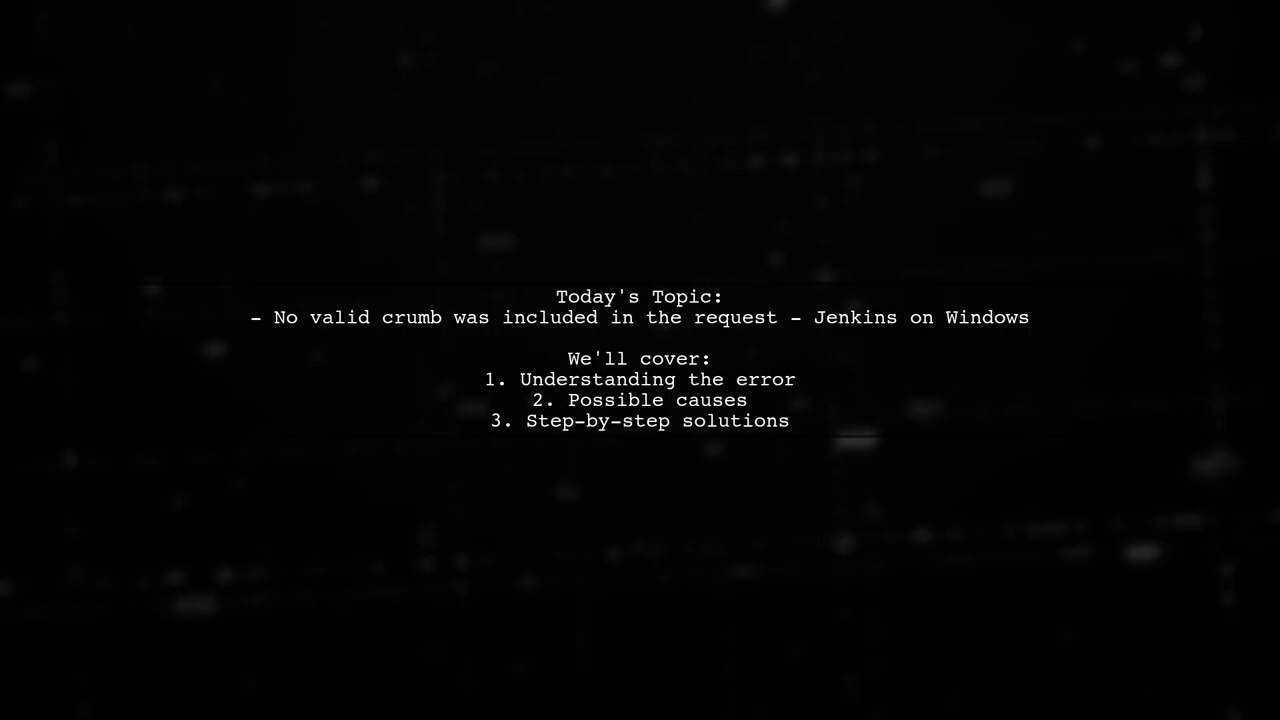 Today's Topic:
- No valid crumb was included in the request - Jenkins on Windows
We'll cover:
1. Understanding the error
2. Possible causes
3. Step-by-step solutions